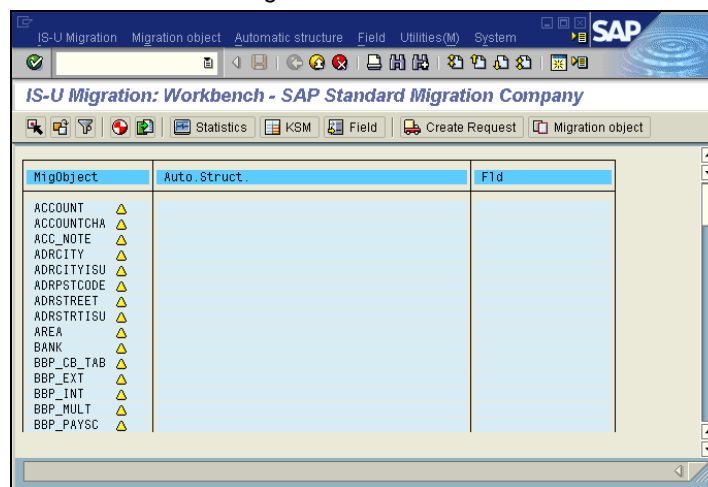 IS-U Migration Migration object Automatic structure Field Utilities(M) System
SAP
IS-U Migration: Workbench - SAP Standard Migration Company
Statistics KSM Field Create Request Migration object
MigObject Auto.Struct. Fld
ACCOUNT
ACCOUNTCHA
ACC_NOTE
ADRCITY
ADRCITYISU
ADRPSTCODE
ADRSTREET
ADRSTRTISU
AREA
BANK
BBP_CB_TAB
BBP_EXT
BBP_INT
BBP_MULT
BBP_PAYSC